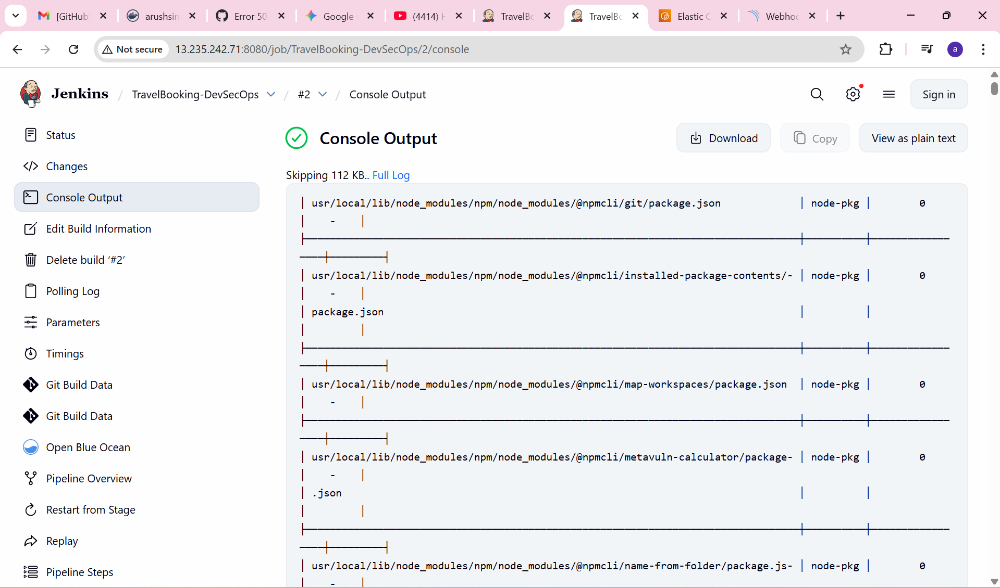 [GitHub]
arushsin
Error 50
Google
(4414) H
TravelBo
TravelBo
Elastic C
Webhoo
Not secure
13.235.242.71:8080/job/TravelBooking-DevSecOps/2/console
a
Jenkins / TravelBooking-DevSecOps / #2 / Console Output
Sign in
Status
Changes
Console Output
Edit Build Information
Delete build ‘#2’
Polling Log
Parameters
Timings
Git Build Data
Git Build Data
Open Blue Ocean
Pipeline Overview
Restart from Stage
Replay
Pipeline Steps
Console Output
Download
Copy
View as plain text
Skipping 112 KB.. Full Log
│ usr/local/lib/node_modules/npm/node_modules/@npmcli/git/package.json │ node-pkg │ 0
│ - │
│ usr/local/lib/node_modules/npm/node_modules/@npmcli/installed-package-contents/- │ node-pkg │ 0
│ - │
│ package.json │ │
│ │
│ usr/local/lib/node_modules/npm/node_modules/@npmcli/map-workspaces/package.json │ node-pkg │ 0
│ - │
│ usr/local/lib/node_modules/npm/node_modules/@npmcli/metavuln-calculator/package- │ node-pkg │ 0
│ - │
│ .json │ │
│ │
│ usr/local/lib/node_modules/npm/node_modules/@npmcli/name-from-folder/package.js- │ node-pkg │ 0
│ - │